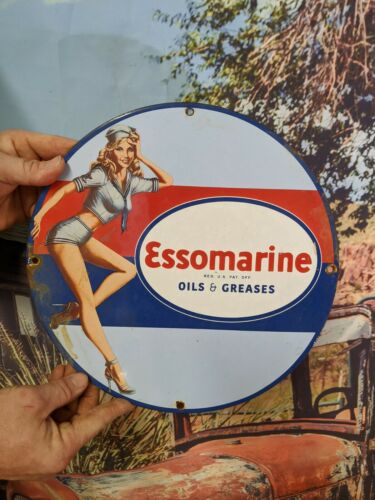 Essomarine
REG. U.S. PAT. OFF.
OILS & GREASES